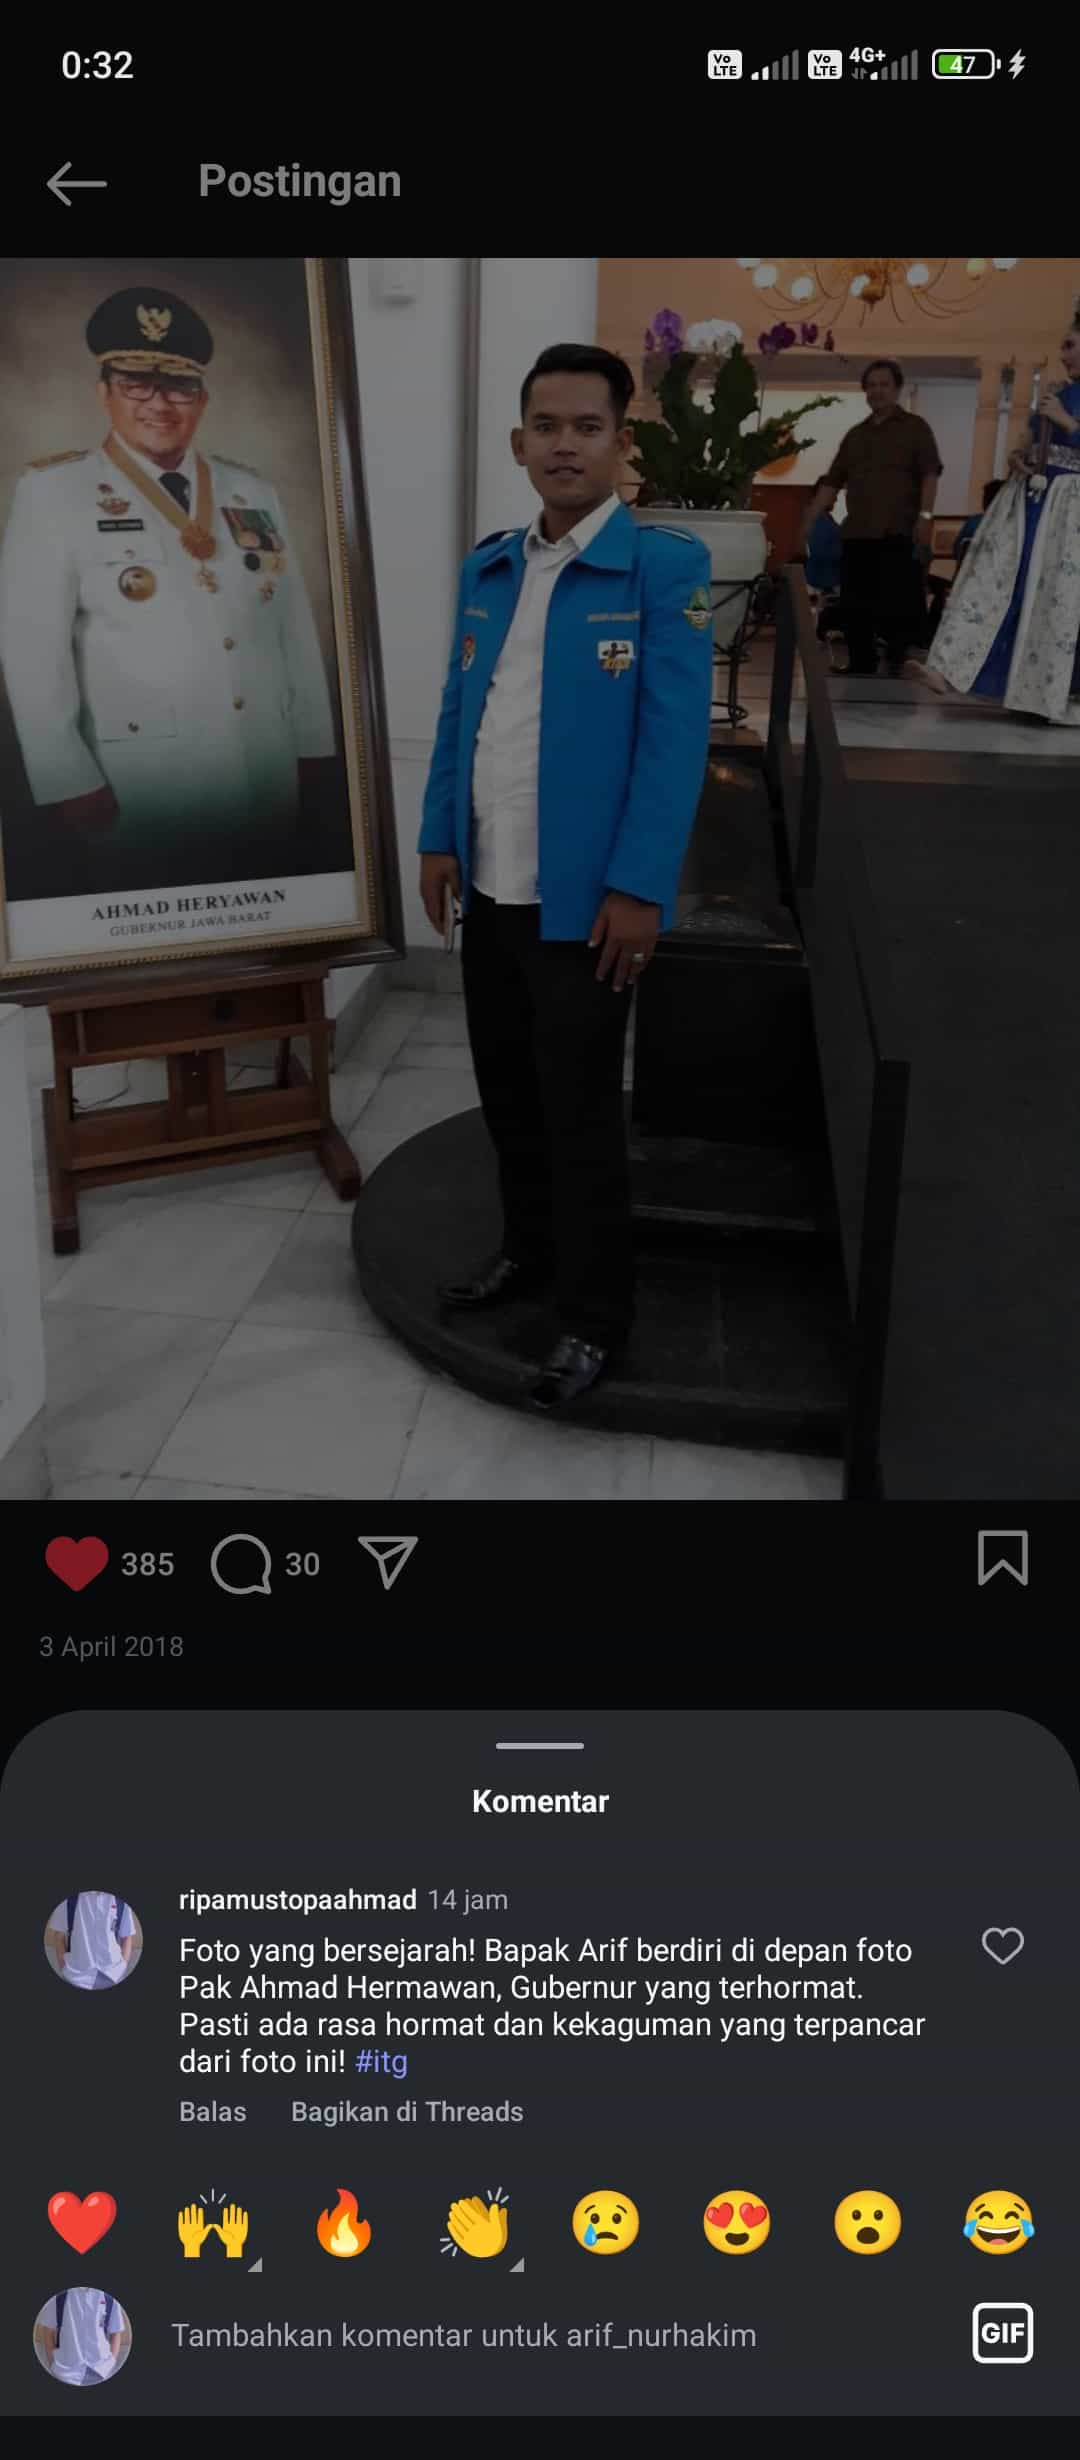 0:32
Vo LTE
Vo LTE
4G+
47
Postingan
AHMAD HERYAWAN
GUBERNUR JAWA BARAT
385
30
3 April 2018
Komentar
ripamustopaahmad 14 jam
Foto yang bersejarah! Bapak Arif berdiri di depan foto
Pak Ahmad Hermawan, Gubernur yang terhormat.
Pasti ada rasa hormat dan kekaguman yang terpancar
dari foto ini! #itg
Balas Bagikan di Threads
Tambahkan komentar untuk arif_nurhakim
GIF